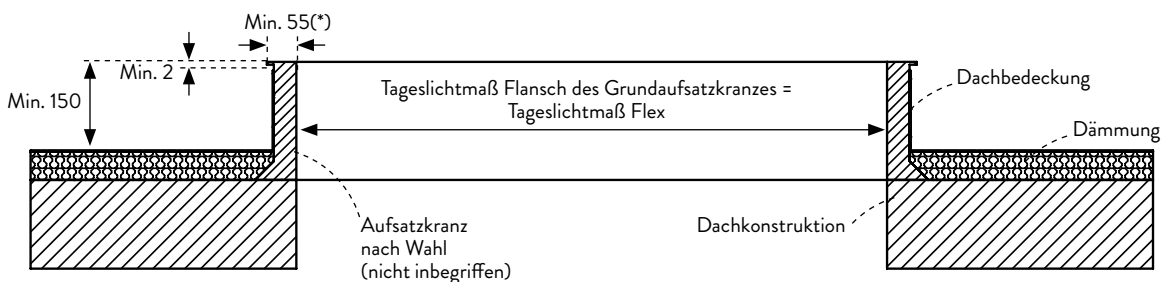 Min. 55(*)
Min. 2
Min. 150
Tageslichtmaß Flansch des Grundaufsatzkranzes =
Tageslichtmaß Flex
Dachbedeckung
Dämmung
Aufsatzkranz
nach Wahl
(nicht inbegriffen)
Dachkonstruktion